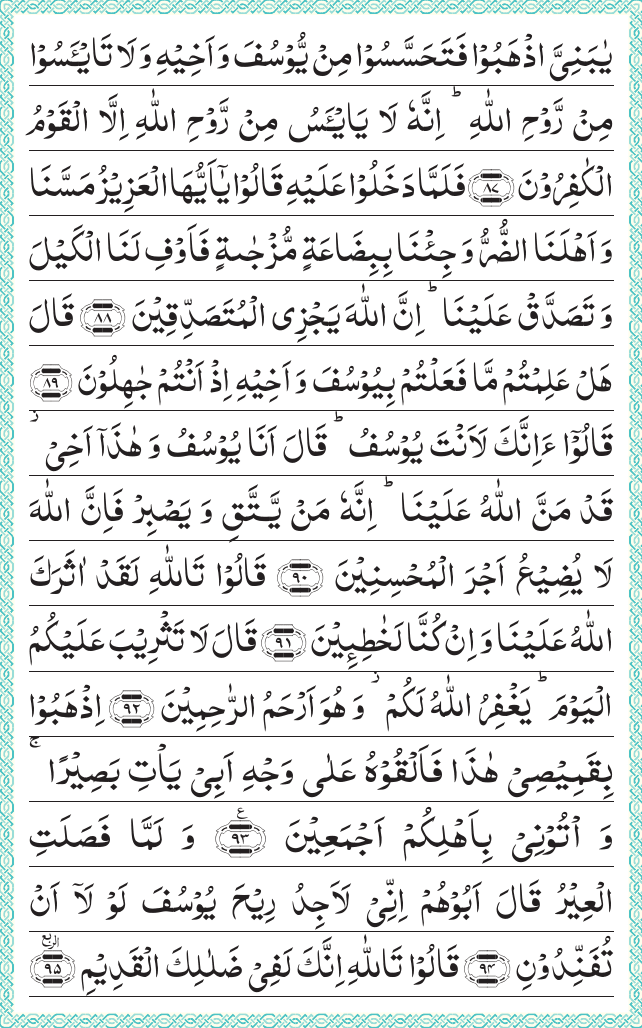 يٰبَنِىَّ اذْهَبُوْا فَتَحَسَّسُوْا مِنْ يُّوْسُفَ وَاَخِيْهِ وَلَا تَايْـَٔسُوْا
مِنْ رَّوْحِ اللّٰهِ ؕ اِنَّهٗ لَا يَايْـَٔسُ مِنْ رَّوْحِ اللّٰهِ اِلَّا الْقَوْمُ
الْكٰفِرُوْنَ ۝۸۷ فَلَمَّا دَخَلُوْا عَلَيْهِ قَالُوْا يٰۤاَيُّهَا الْعَزِيْزُ مَسَّنَا
وَاَهْلَنَا الضُّرُّ وَجِئْنَا بِبِضَاعَةٍ مُّزْجٰىةٍ فَاَوْفِ لَنَا الْكَيْلَ
وَتَصَدَّقْ عَلَيْنَا ؕ اِنَّ اللّٰهَ يَجْزِى الْمُتَصَدِّقِيْنَ ۝۸۸ قَالَ
هَلْ عَلِمْتُمْ مَّا فَعَلْتُمْ بِيُوْسُفَ وَاَخِيْهِ اِذْ اَنْتُمْ جٰهِلُوْنَ ۝۸۹
قَالُوْۤا ءَاِنَّكَ لَاَنْتَ يُوْسُفُ ؕ قَالَ اَنَا يُوْسُفُ وَهٰذَاۤ اَخِىْ ز
قَدْ مَنَّ اللّٰهُ عَلَيْنَا ؕ اِنَّهٗ مَنْ يَّتَّقِ وَيَصْبِرْ فَاِنَّ اللّٰهَ
لَا يُضِيْعُ اَجْرَ الْمُحْسِنِيْنَ ۝۹۰ قَالُوْا تَاللّٰهِ لَقَدْ اٰثَرَكَ
اللّٰهُ عَلَيْنَا وَاِنْ كُنَّا لَخٰطِـِٕيْنَ ۝۹۱ قَالَ لَا تَثْرِيْبَ عَلَيْكُمُ
الْيَوْمَ ؕ يَغْفِرُ اللّٰهُ لَكُمْ ز وَهُوَ اَرْحَمُ الرّٰحِمِيْنَ ۝۹۲ اِذْهَبُوْا
بِقَمِيْصِىْ هٰذَا فَاَلْقُوْهُ عَلٰى وَجْهِ اَبِىْ يَاْتِ بَصِيْرًا ۚ
وَاْتُوْنِىْ بِاَهْلِكُمْ اَجْمَعِيْنَ ۝۹۳ ع وَلَمَّا فَصَلَتِ
الْعِيْرُ قَالَ اَبُوْهُمْ اِنِّىْ لَاَجِدُ رِيْحَ يُوْسُفَ لَوْلَاۤ اَنْ
تُفَنِّدُوْنِ ۝۹۴ قَالُوْا تَاللّٰهِ اِنَّكَ لَفِىْ ضَلٰلِكَ الْقَدِيْمِ ۝۹۵ الربع